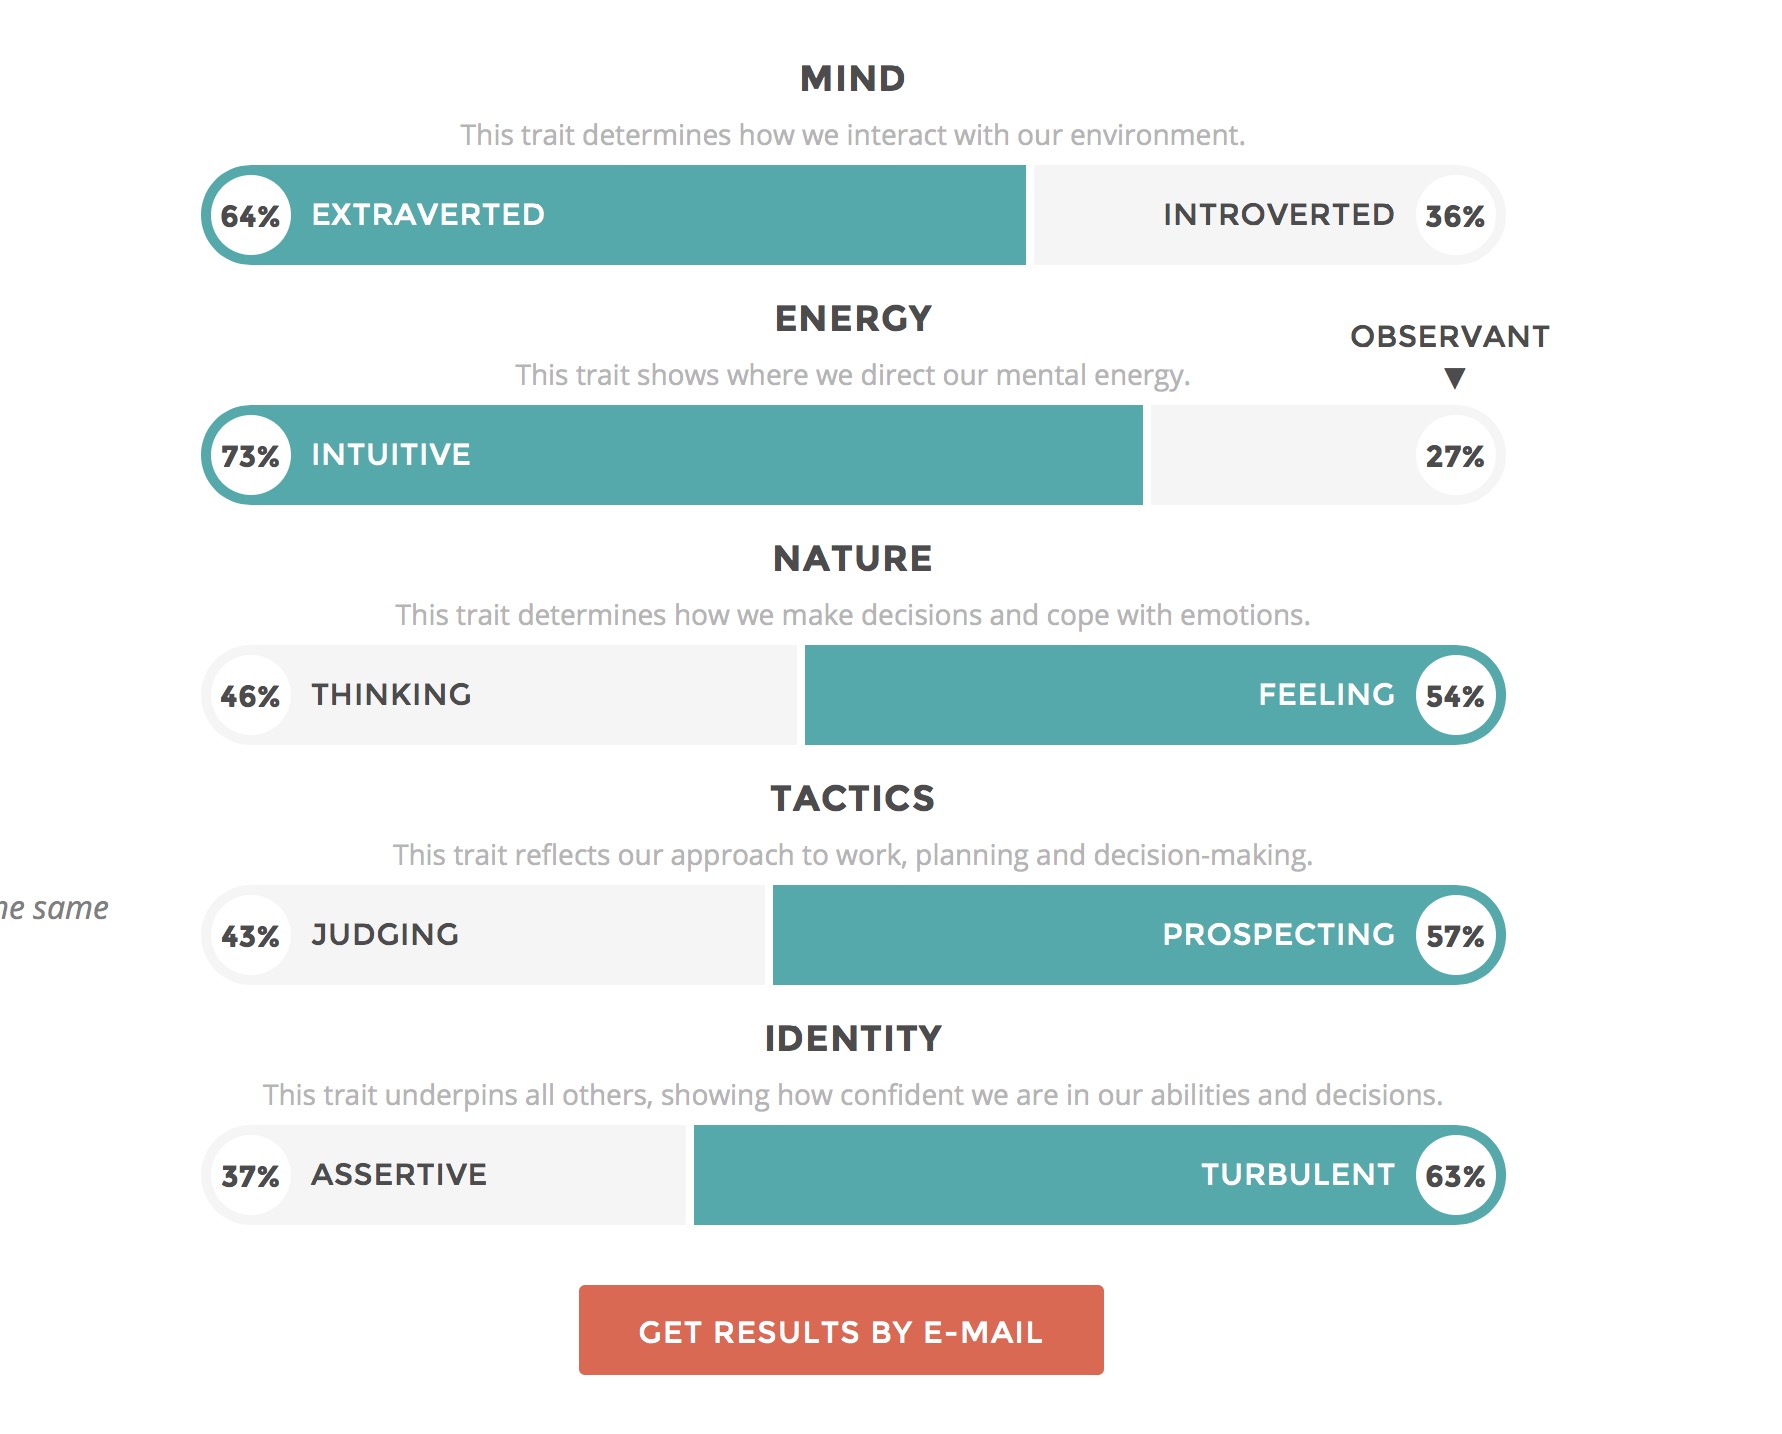 MIND
This trait determines how we interact with our environment.
64% EXTRAVERTED INTROVERTED 36%
ENERGY
OBSERVANT
This trait shows where we direct our mental energy.
▼
73% INTUITIVE 27%
NATURE
This trait determines how we make decisions and cope with emotions.
46% THINKING FEELING 54%
TACTICS
This trait reflects our approach to work, planning and decision-making.
same
43% JUDGING PROSPECTING 57%
IDENTITY
This trait underpins all others, showing how confident we are in our abilities and decisions.
37% ASSERTIVE TURBULENT 63%
GET RESULTS BY E-MAIL